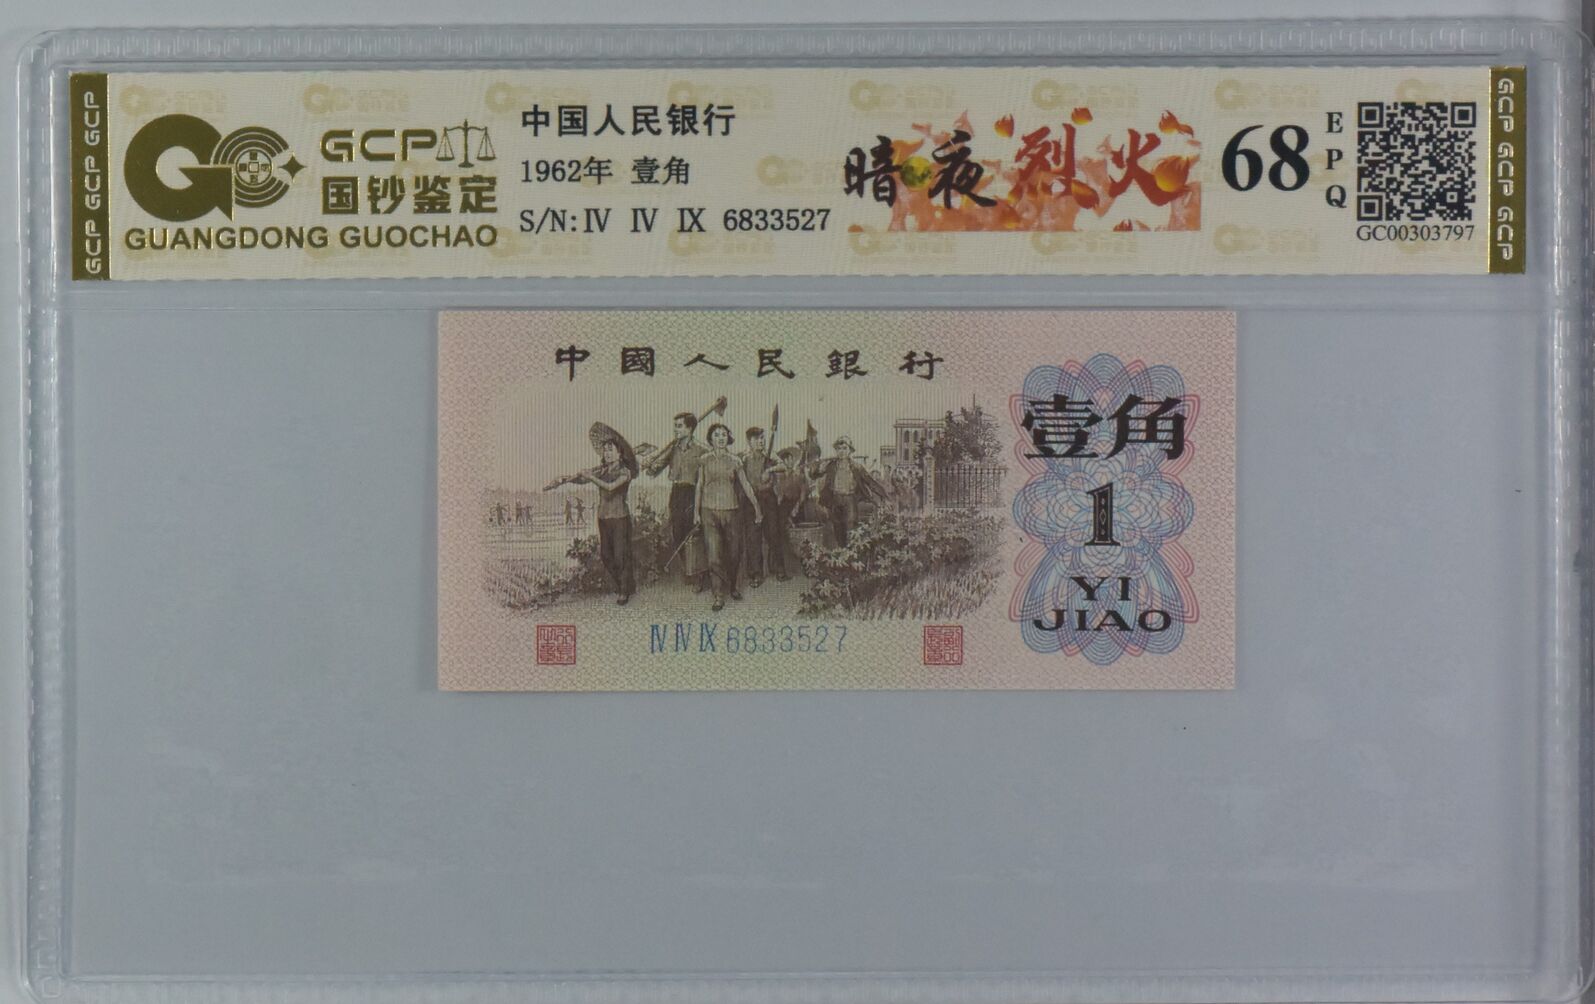 GCP GCP GCP
GCP
国钞鉴定
GUANGDONG GUOCHAO
中国人民银行
1962年 壹角
S/N: IV IV IX 6833527
暗夜烈火
68
EPQ
GC00303797
GCP GCP GCP
中國人民銀行
壹角
1
YI
JIAO
IV IV IX 6833527